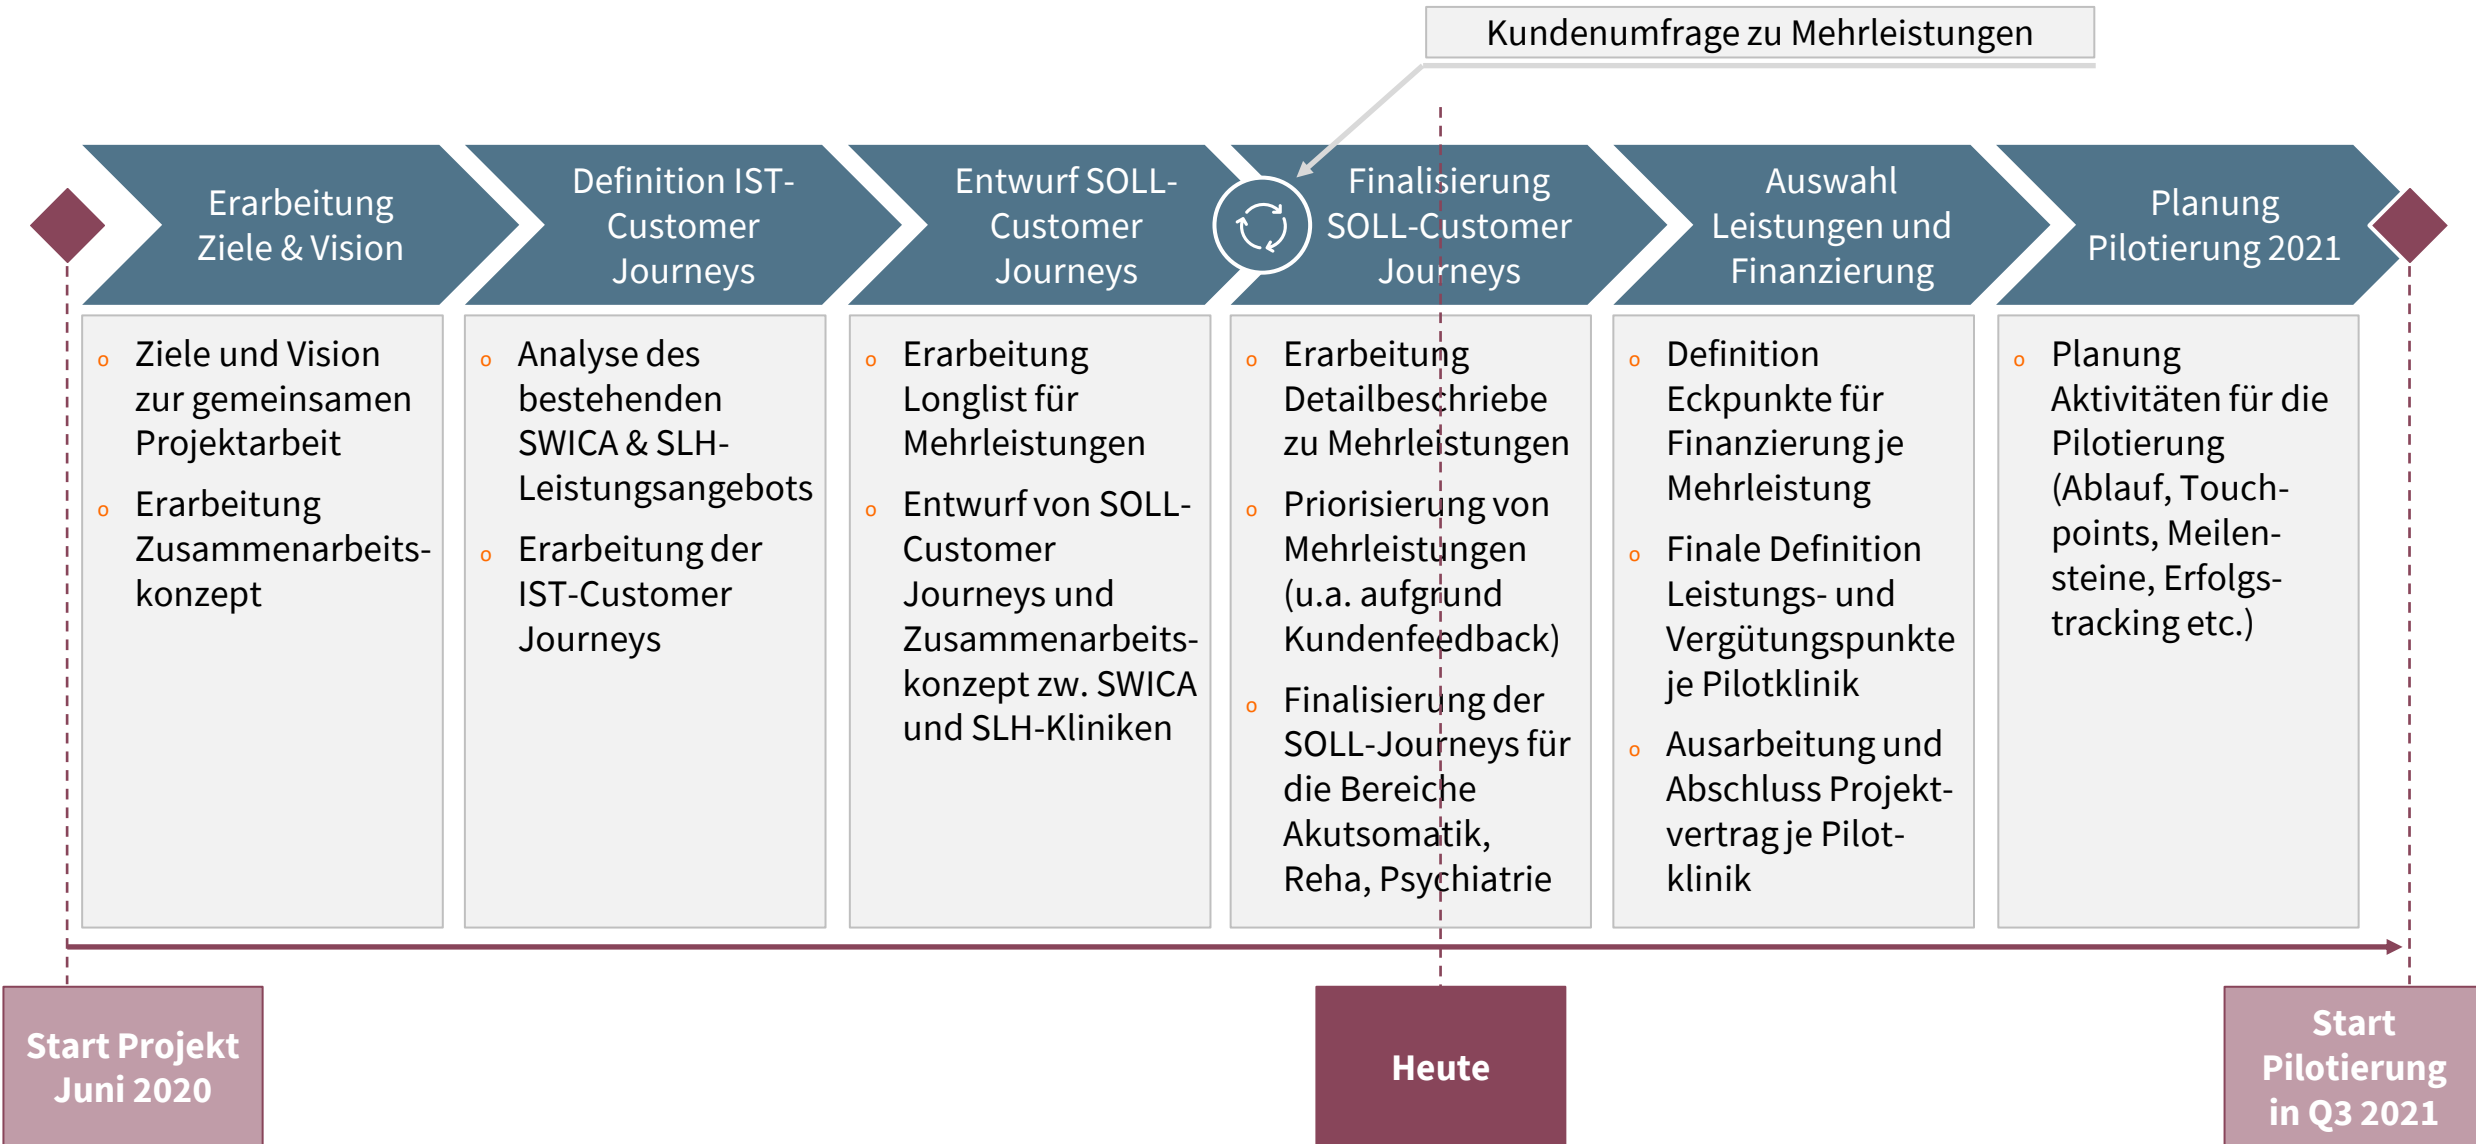 Kundenumfrage zu Mehrleistungen
Erarbeitung
Ziele & Vision
Definition IST-
Customer
Journeys
Entwurf SOLL-
Customer
Journeys
Finalisierung
SOLL-Customer
Journeys
Auswahl
Leistungen und
Finanzierung
Planung
Pilotierung 2021
o Ziele und Vision
zur gemeinsamen
Projektarbeit
o Erarbeitung
Zusammenarbeits-
konzept
o Analyse des
bestehenden
SWICA & SLH-
Leistungsangebots
o Erarbeitung der
IST-Customer
Journeys
o Erarbeitung
Longlist für
Mehrleistungen
o Entwurf von SOLL-
Customer
Journeys und
Zusammenarbeits-
konzept zw. SWICA
und SLH-Kliniken
o Erarbeitung
Detailbeschriebe
zu Mehrleistungen
o Priorisierung von
Mehrleistungen
(u.a. aufgrund
Kundenfeedback)
o Finalisierung der
SOLL-Journeys für
die Bereiche
Akutsomatik,
Reha, Psychiatrie
o Definition
Eckpunkte für
Finanzierung je
Mehrleistung
o Finale Definition
Leistungs- und
Vergütungspunkte
je Pilotklinik
o Ausarbeitung und
Abschluss Projekt-
vertrag je Pilot-
klinik
o Planung
Aktivitäten für die
Pilotierung
(Ablauf, Touch-
points, Meilen-
steine, Erfolgs-
tracking etc.)
Start Projekt
Juni 2020
Heute
Start
Pilotierung
in Q3 2021